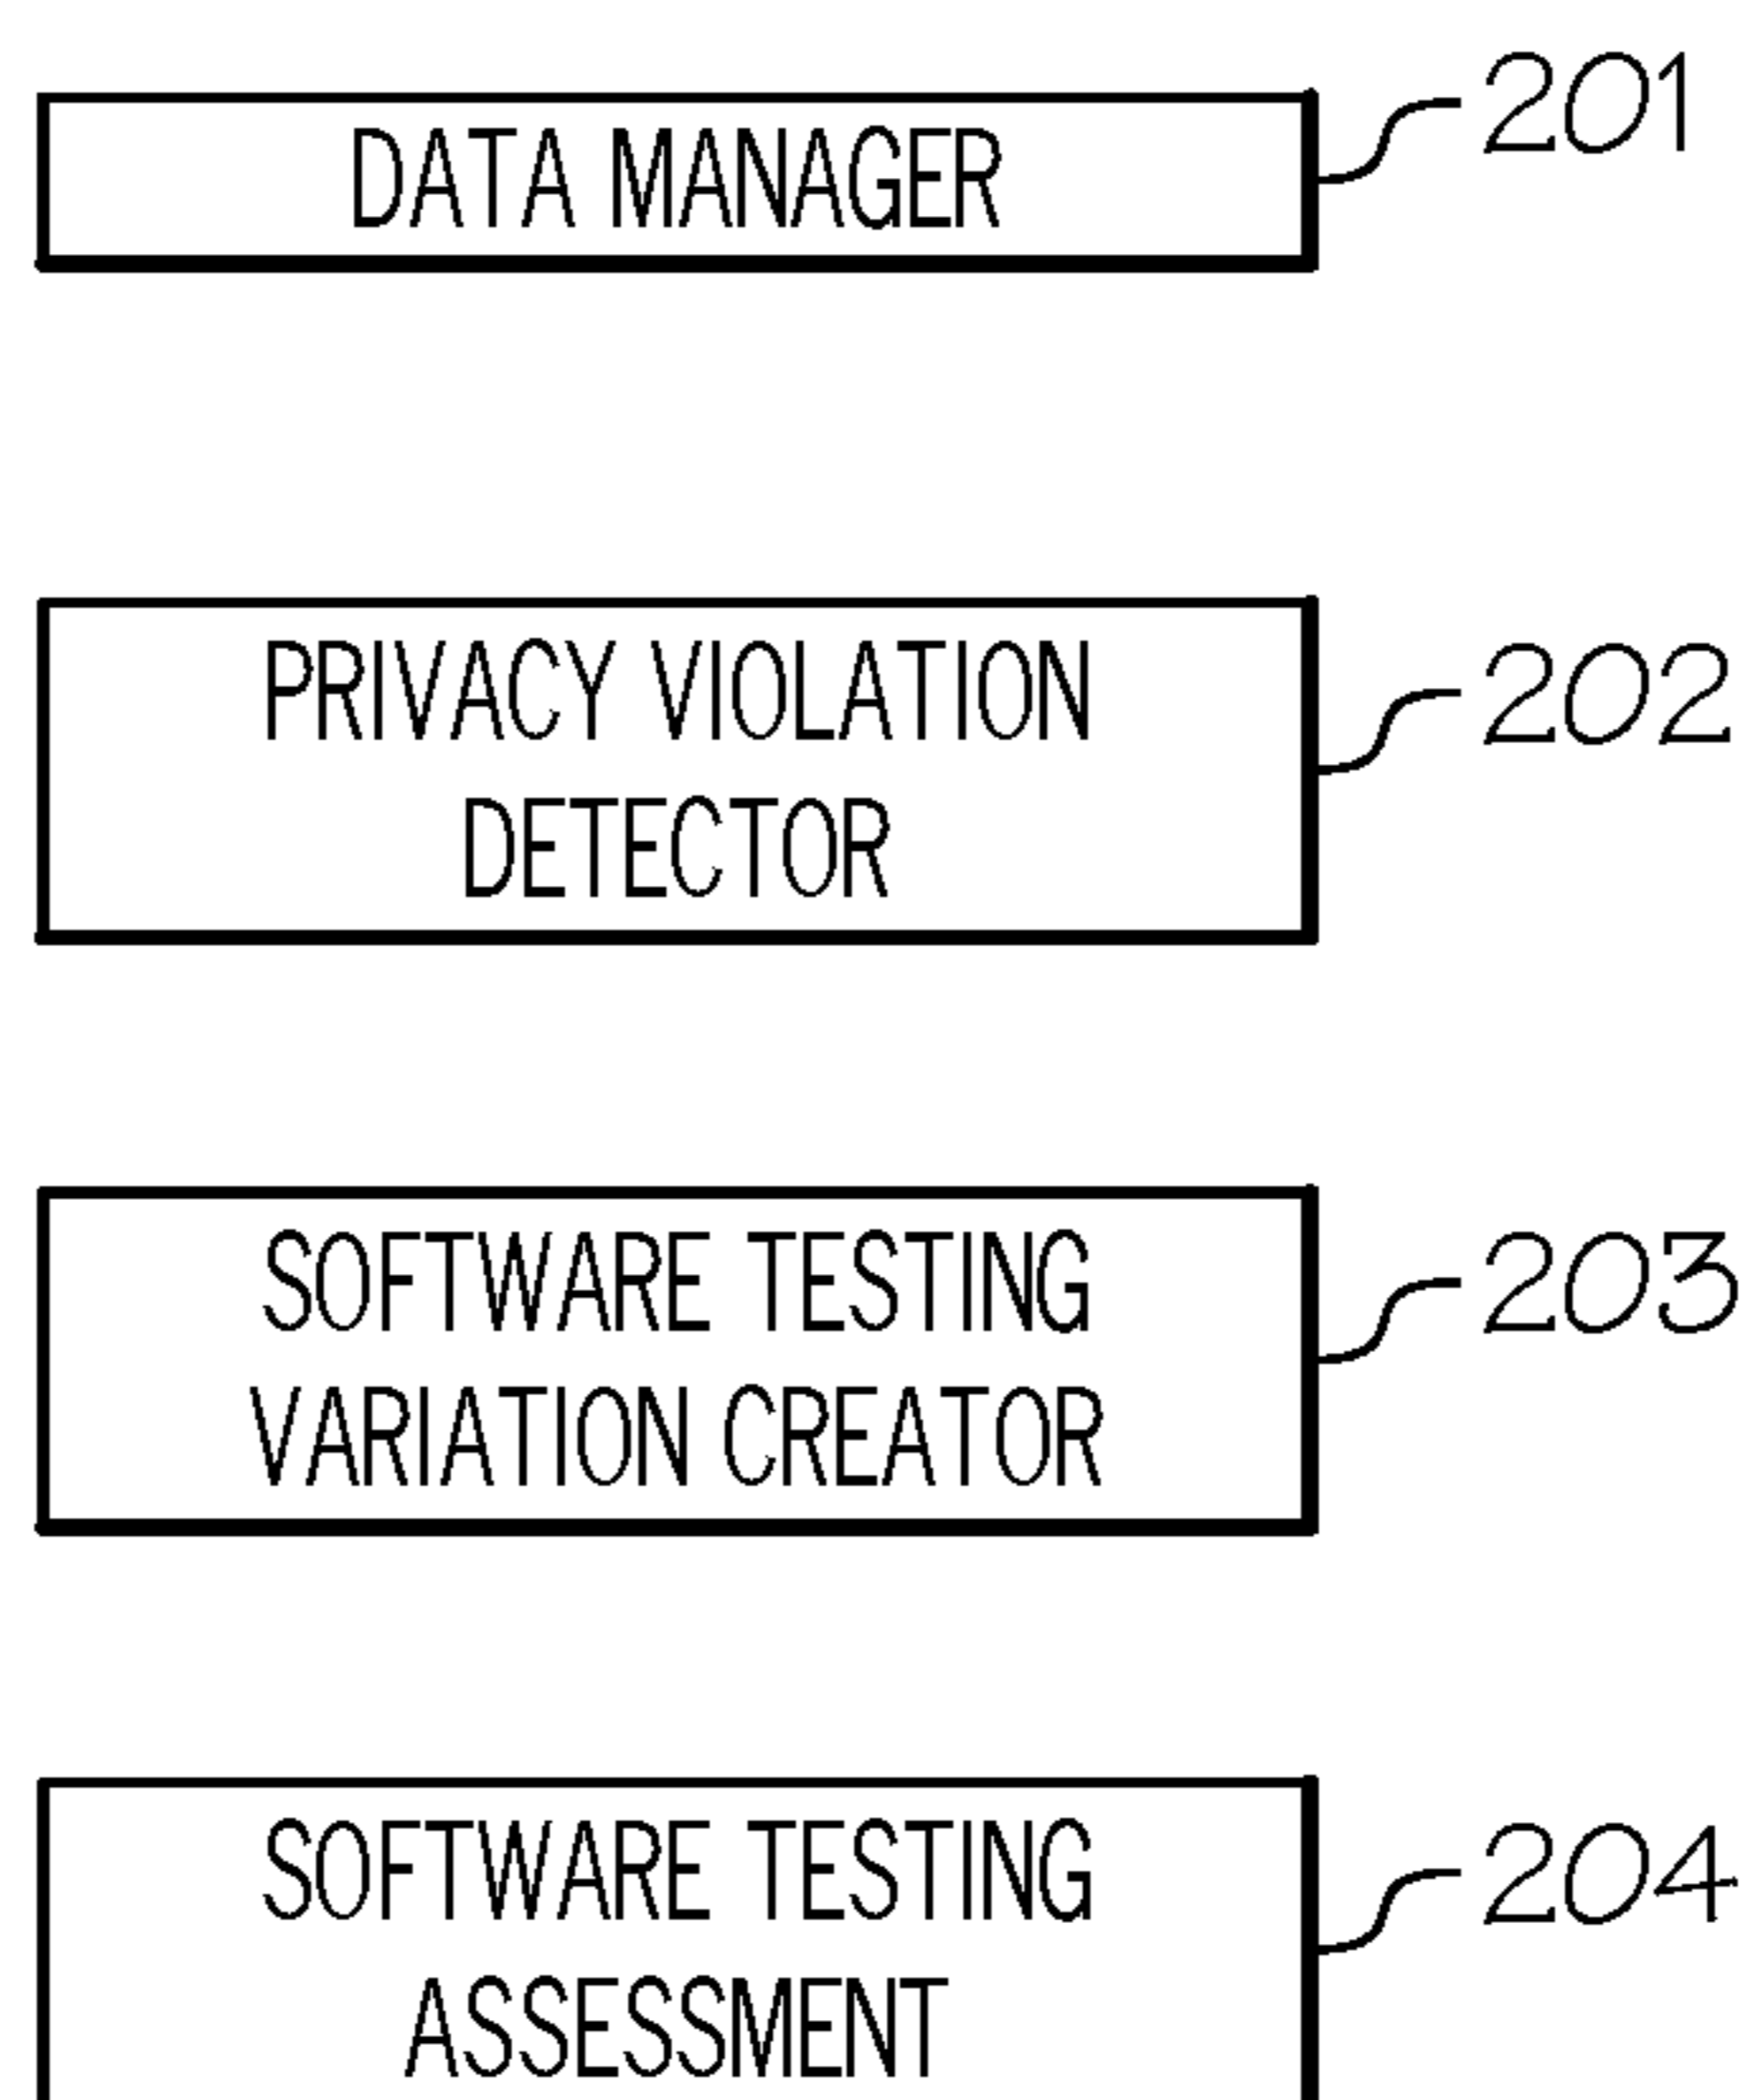 DATA MANAGER
201
PRIVACY VIOLATION
DETECTOR
202
SOFTWARE TESTING
VARIATION CREATOR
203
SOFTWARE TESTING
ASSESSMENT
204